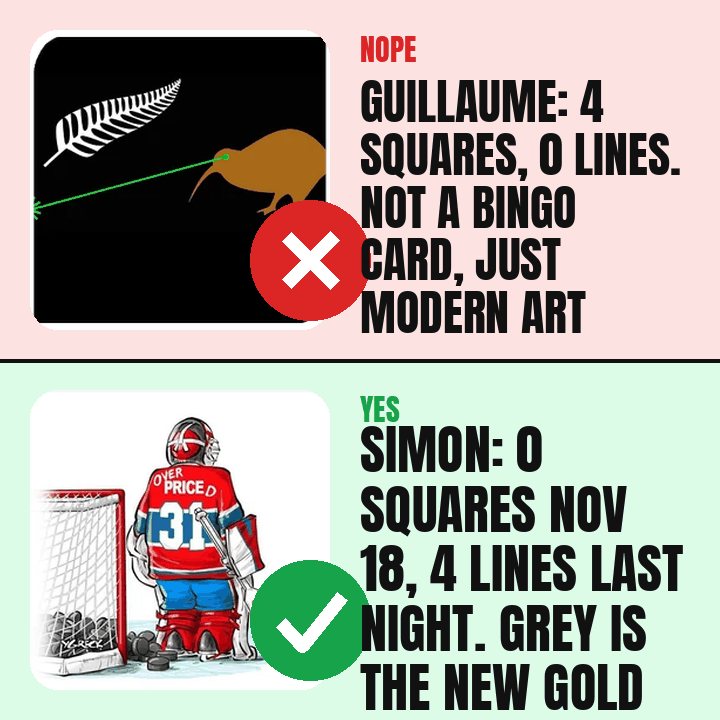 NOPE
GUILLAUME: 4
SQUARES, 0 LINES.
NOT A BINGO
CARD, JUST
MODERN ART
YES
SIMON: 0
SQUARES NOV
18, 4 LINES LAST
NIGHT. GREY IS
THE NEW GOLD
OVER
PRICED
31